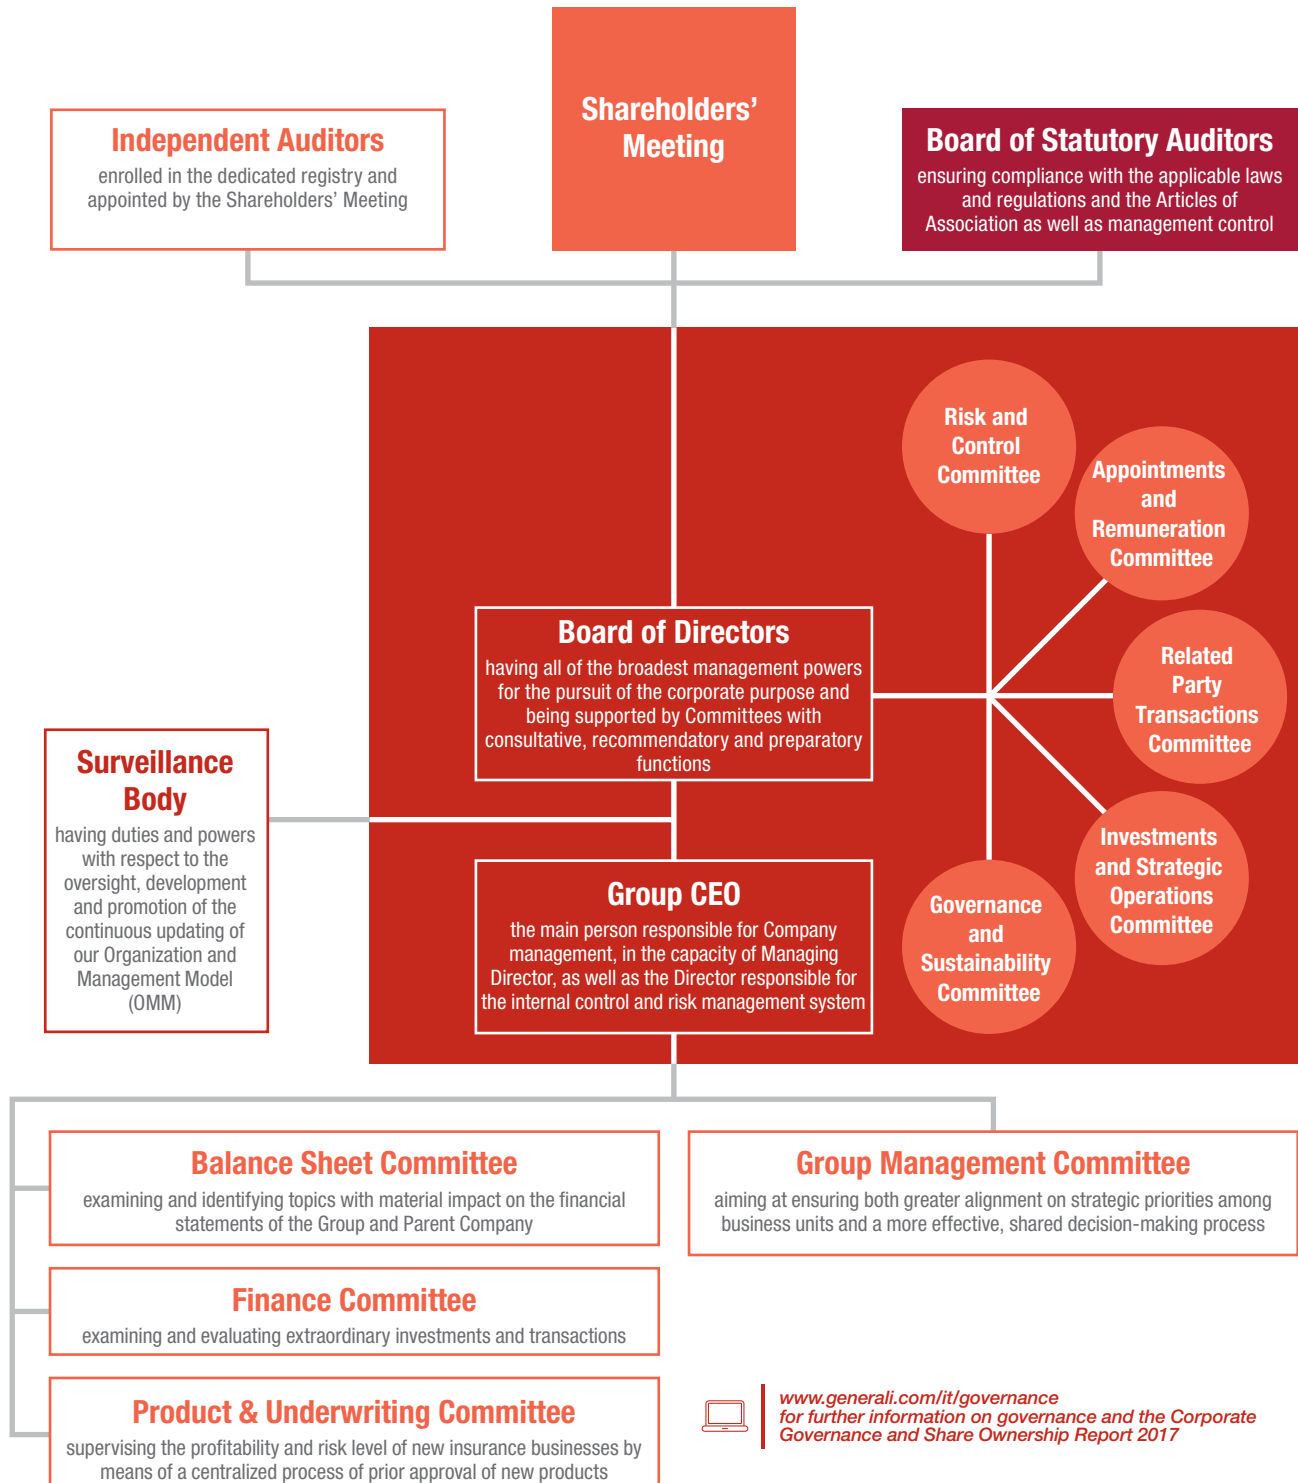 Shareholders’
Meeting
Independent Auditors
enrolled in the dedicated registry and
appointed by the Shareholders’ Meeting
Board of Statutory Auditors
ensuring compliance with the applicable laws
and regulations and the Articles of
Association as well as management control
Risk and
Control
Committee
Appointments
and
Remuneration
Committee
Related
Party
Transactions
Committee
Investments
and Strategic
Operations
Committee
Governance
and
Sustainability
Committee
Board of Directors
having all of the broadest management powers
for the pursuit of the corporate purpose and
being supported by Committees with
consultative, recommendatory and preparatory
functions
Surveillance
Body
having duties and powers
with respect to the
oversight, development
and promotion of the
continuous updating of
our Organization and
Management Model
(OMM)
Group CEO
the main person responsible for Company
management, in the capacity of Managing
Director, as well as the Director responsible for
the internal control and risk management system
Balance Sheet Committee
examining and identifying topics with material impact on the financial
statements of the Group and Parent Company
Group Management Committee
aiming at ensuring both greater alignment on strategic priorities among
business units and a more effective, shared decision-making process
Finance Committee
examining and evaluating extraordinary investments and transactions
Product & Underwriting Committee
supervising the profitability and risk level of new insurance businesses by
means of a centralized process of prior approval of new products
www.generali.com/it/governance
for further information on governance and the Corporate
Governance and Share Ownership Report 2017